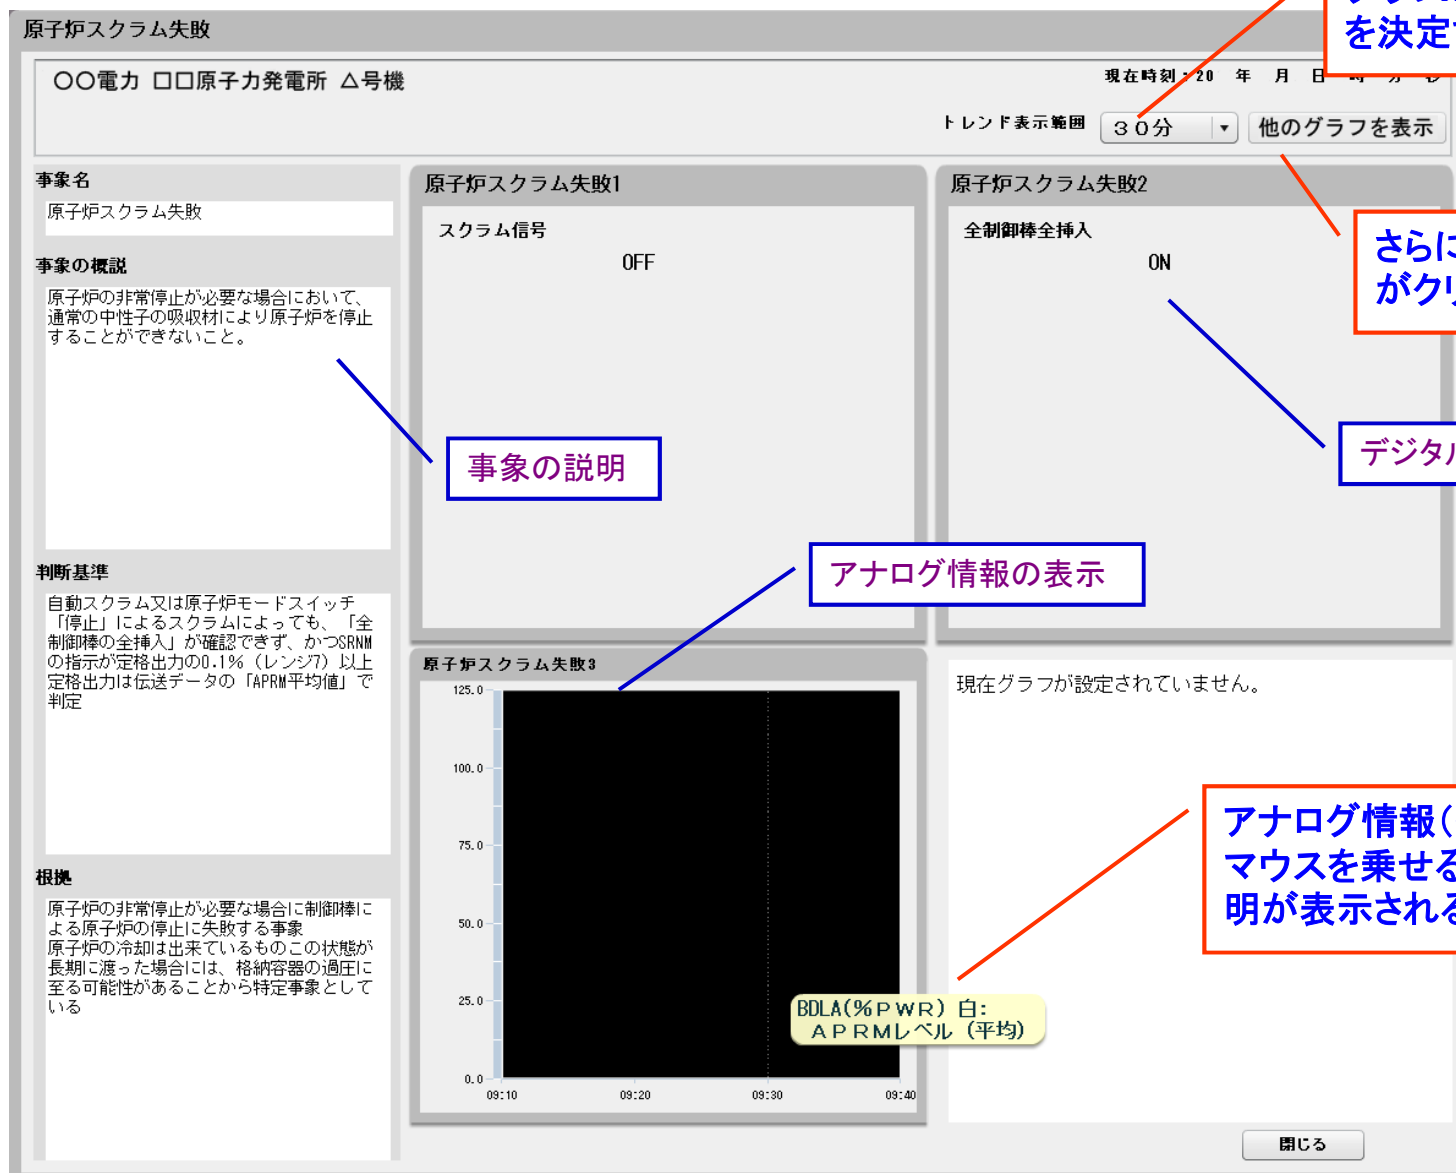 原子炉スクラム失敗
を決定
〇〇電力 口口原子力発電所 △号機
現在時刻:20 年 月 日
トレンド表示範囲
30分
他のグラフを表示
事象名
原子炉スクラム失敗
事象の概説
原子炉の非常停止が必要な場合において、
通常の中性子の吸収材により原子炉を停止
することができないこと。
判断基準
自動スクラム又は原子炉モードスイッチ
「停止」によるスクラムによっても、「全
制御棒の全挿入」が確認できず、かつSRNM
の指示が定格出力の0.1%(レンジ7)以上
定格出力は伝送データの「APRM平均値」で
判定
根拠
原子炉の非常停止が必要な場合に制御棒に
よる原子炉の停止に失敗する事象
原子炉の冷却は出来ているものこの状態が
長期に渡った場合には、格納容器の過圧に
至る可能性があることから特定事象として
いる
原子炉スクラム失敗1
スクラム信号
OFF
事象の説明
原子炉スクラム失敗2
全制御棒全挿入
ON
さらに
がクリ
デジタル
アナログ情報の表示
原子炉スクラム失敗3
125.0
100.0
75.0
50.0
25.0
0.0
09:10
09:20
09:30
09:40
BDLA(%PWR) 白:
APRMレベル (平均)
現在グラフが設定されていません。
アナログ情報(
マウスを乗せる
明が表示される
閉じる